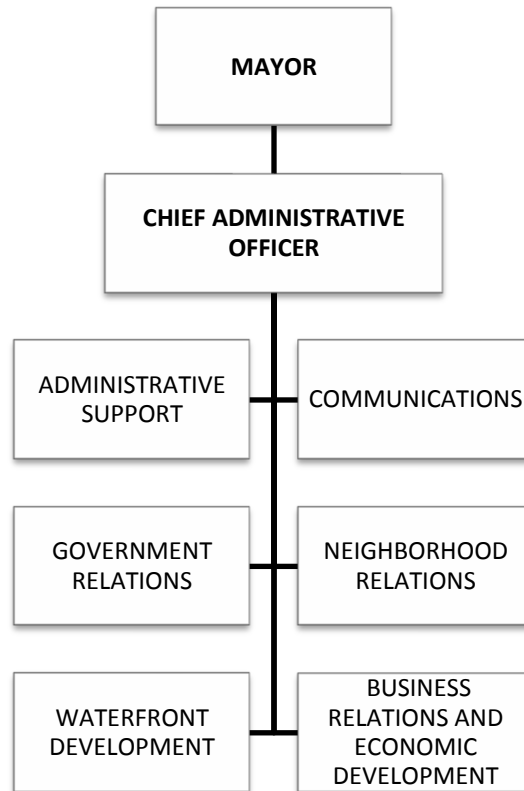 MAYOR
CHIEF ADMINISTRATIVE
OFFICER
ADMINISTRATIVE
SUPPORT
COMMUNICATIONS
GOVERNMENT
RELATIONS
NEIGHBORHOOD
RELATIONS
WATERFRONT
DEVELOPMENT
BUSINESS
RELATIONS AND
ECONOMIC
DEVELOPMENT